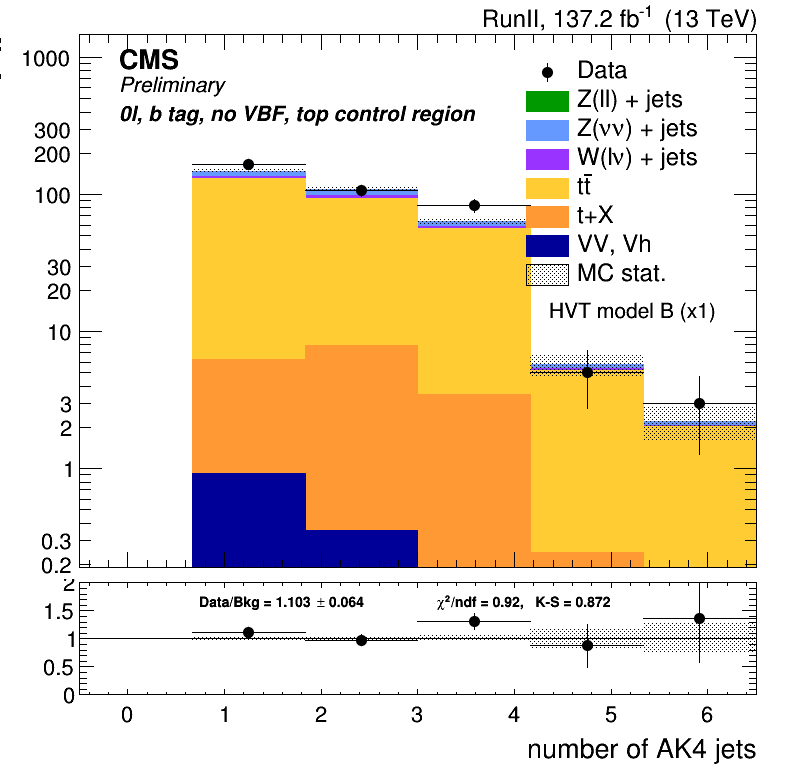 RunII, 137.2 fb⁻¹ (13 TeV)
CMS
Preliminary
0l, b tag, no VBF, top control region
Data
Z(ll) + jets
Z(νν) + jets
W(lν) + jets
tt̄
t+X
VV, Vh
MC stat.
HVT model B (x1)
1000
300
200
100
30
20
10
3
2
1
0.3
0.2
Data/Bkg = 1.103 ± 0.064
χ²/ndf = 0.92, K-S = 0.872
2
1.5
1
0.5
0
0 1 2 3 4 5 6
number of AK4 jets